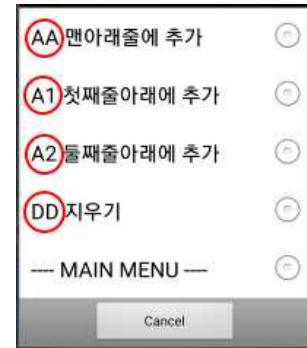 AA 맨아래줄에 추가
A1 첫째줄아래에 추가
A2 둘째줄아래에 추가
DD 지우기
---- MAIN MENU ----
Cancel